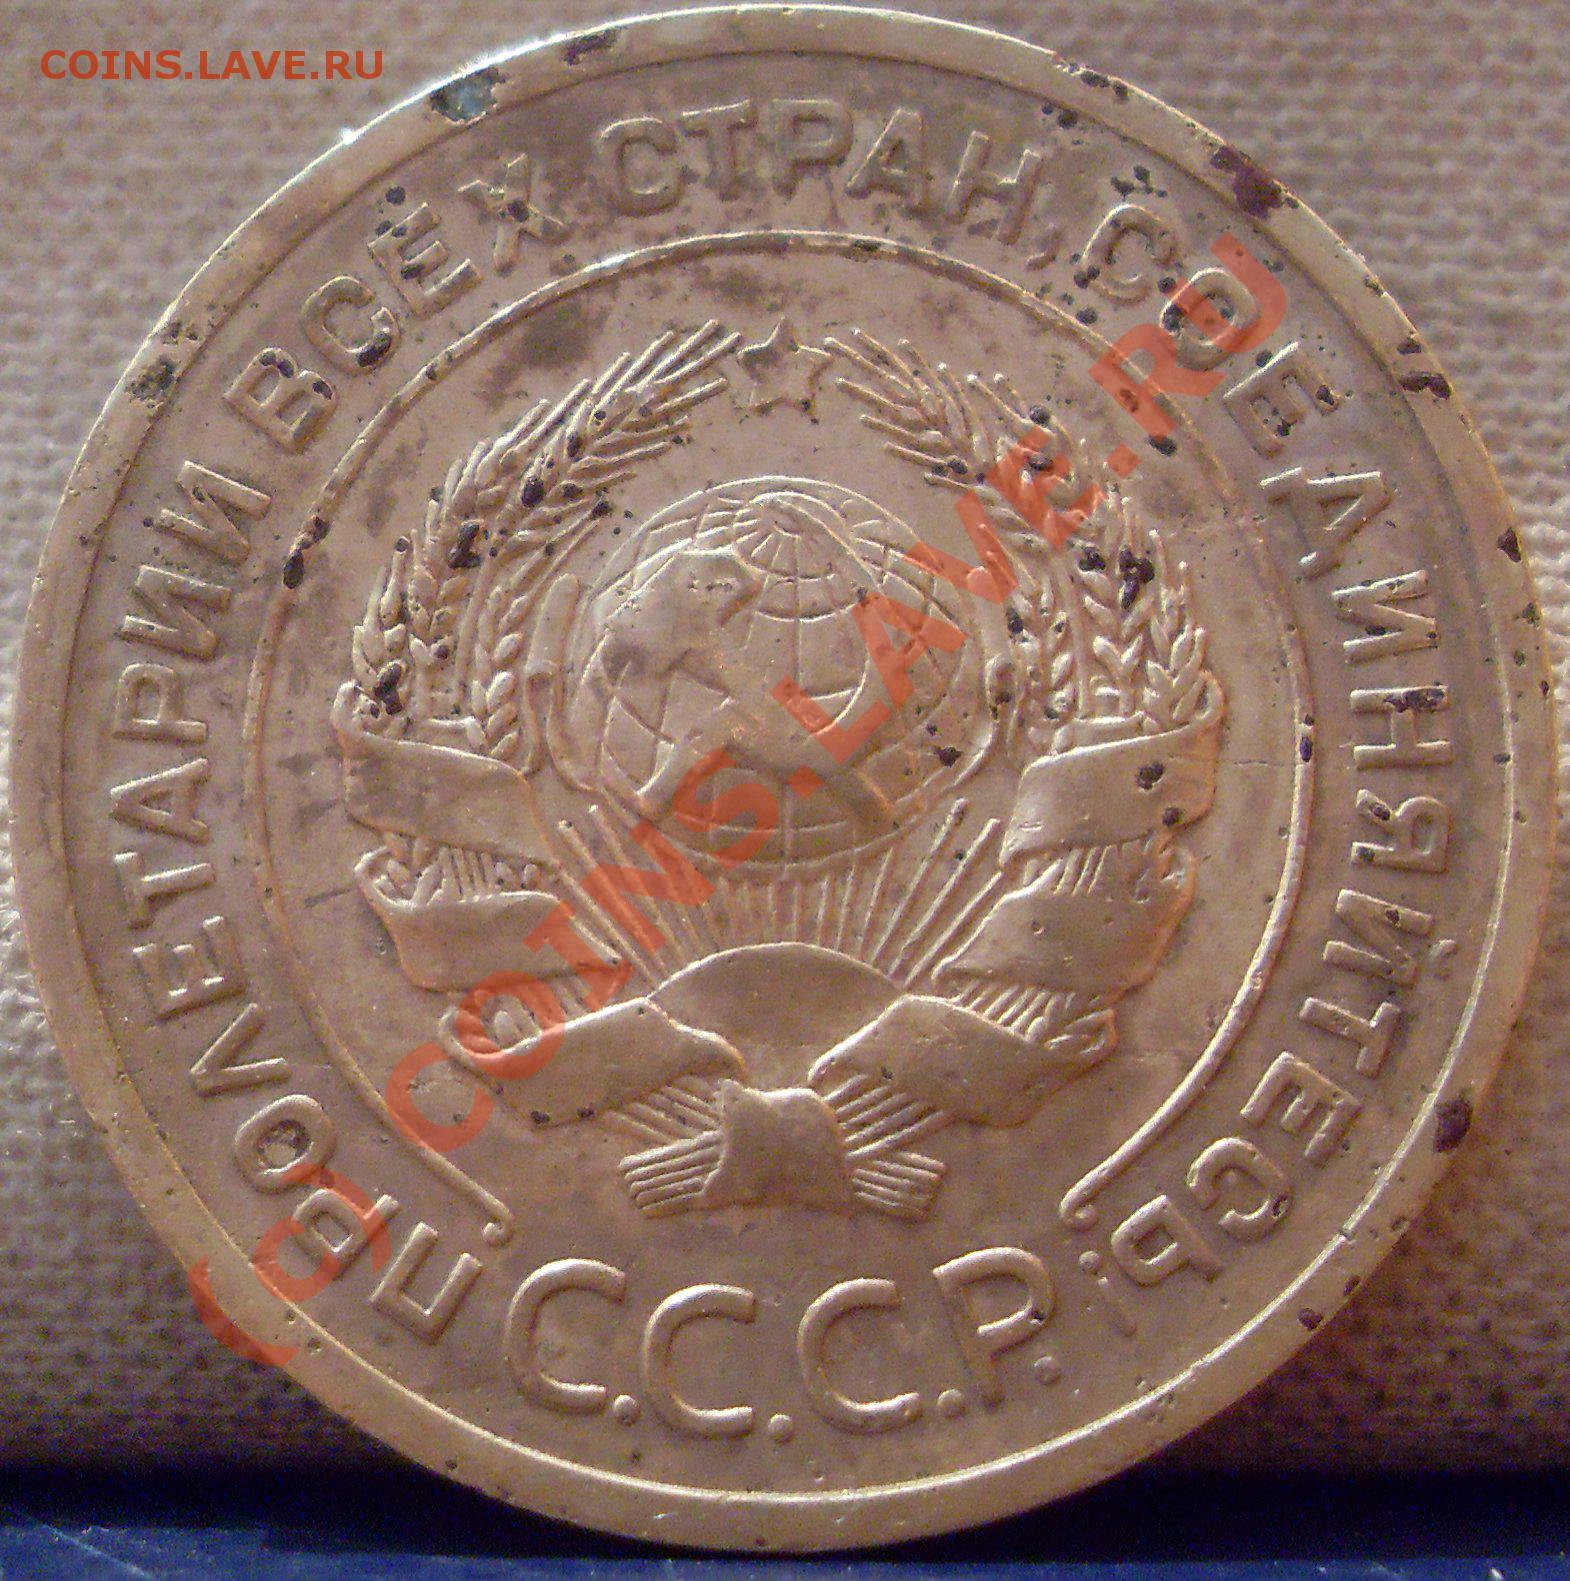 COINS.LAVE.RU
ПРОЛЕТАРИИ ВСЕХ СТРАН, СОЕДИНЯЙТЕСЬ!
С.С.С.Р.
COINS.LAVE.RU